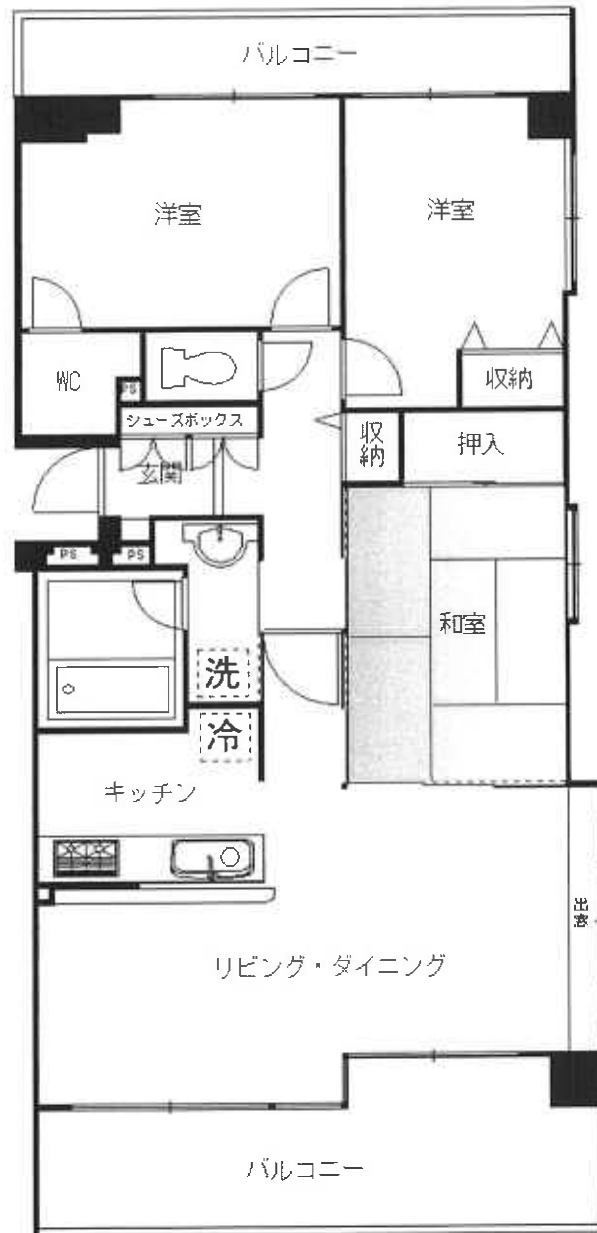 バルコニー
洋室
洋室
WC
PS
収納
シューズボックス
収納
押入
玄関
PS
PS
和室
洗
冷
キッチン
出窓
リビング・ダイニング
バルコニー